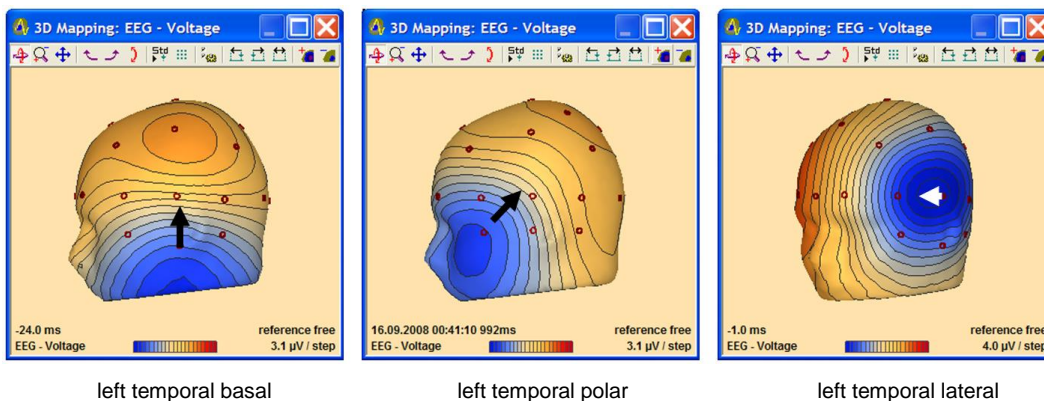 3D Mapping: EEG - Voltage
Std
-24.0 ms
reference free
EEG - Voltage
3.1 µV / step
left temporal basal
3D Mapping: EEG - Voltage
Std
16.09.2008 00:41:10 992ms
reference free
EEG - Voltage
3.1 µV / step
left temporal polar
3D Mapping: EEG - Voltage
Std
-1.0 ms
reference free
EEG - Voltage
4.0 µV / step
left temporal lateral